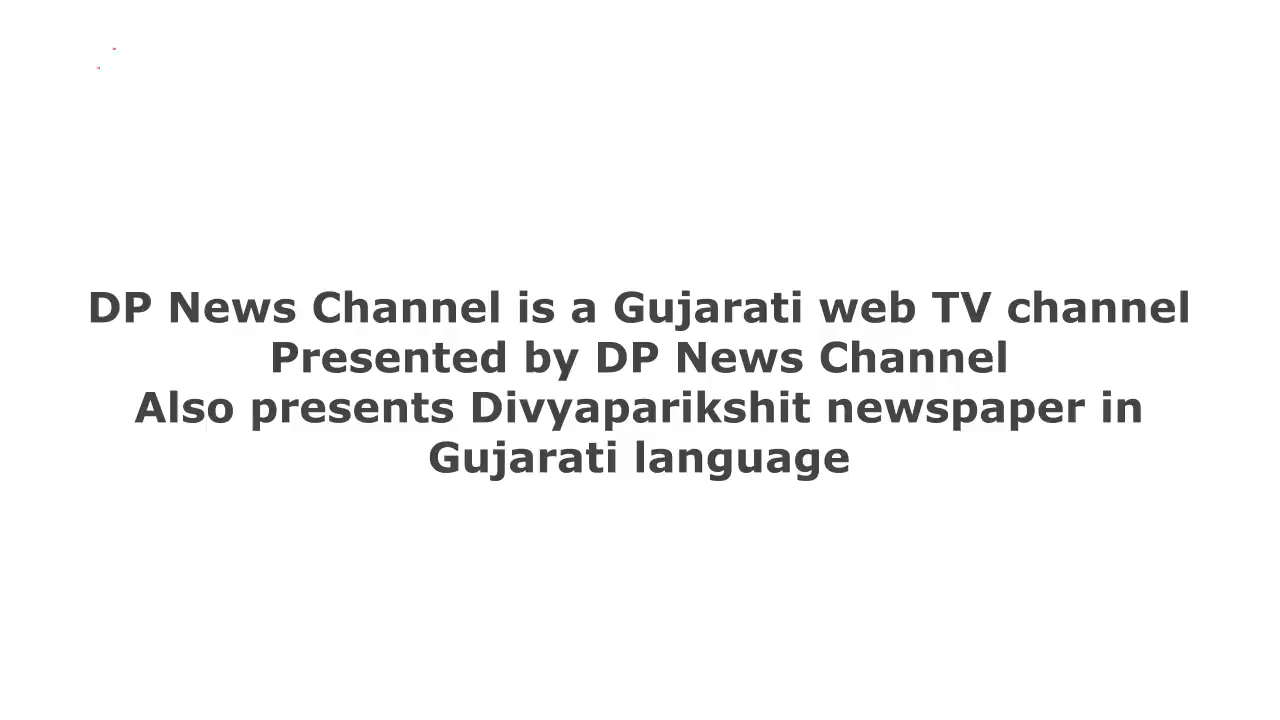 DP News Channel is a Gujarati web TV channel
Presented by DP News Channel
Also presents Divyaparikshit newspaper in
Gujarati language